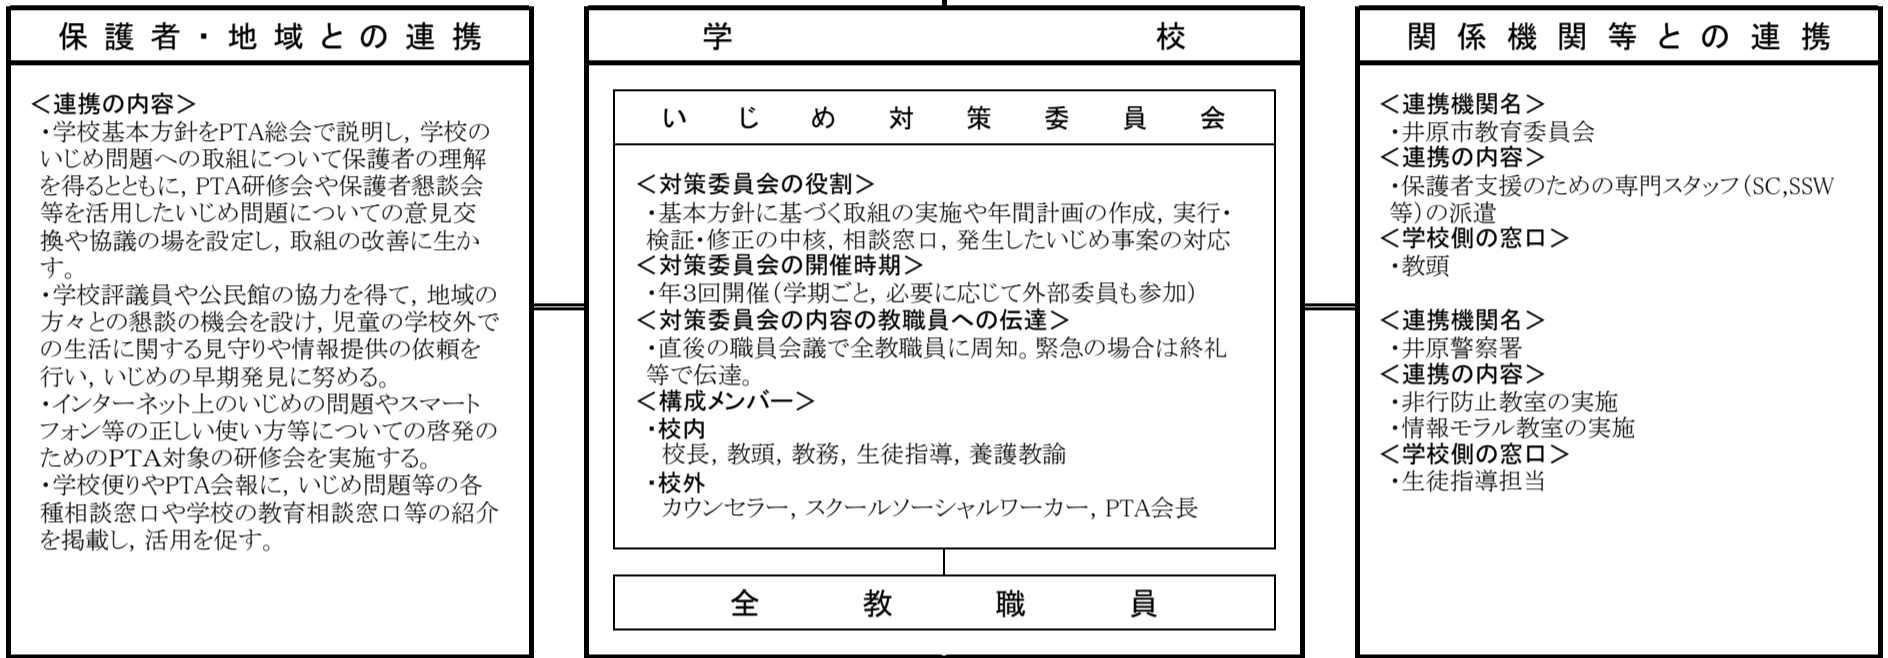 保護者・地域との連携
＜連携の内容＞
・学校基本方針をPTA総会で説明し，学校の
いじめ問題への取組について保護者の理解
を得るとともに，PTA研修会や保護者懇談会
等を活用したいじめ問題についての意見交
換や協議の場を設定し，取組の改善に生か
す。
・学校評議員や公民館の協力を得て，地域の
方々との懇談の機会を設け，児童の学校外で
の生活に関する見守りや情報提供の依頼を
行い，いじめの早期発見に努める。
・インターネット上のいじめの問題やスマート
フォン等の正しい使い方等についての啓発の
ためのPTA対象の研修会を実施する。
・学校便りやPTA会報に，いじめ問題等の各
種相談窓口や学校の教育相談窓口等の紹介
を掲載し，活用を促す。
学校
いじめ対策委員会
＜対策委員会の役割＞
・基本方針に基づく取組の実施や年間計画の作成，実行・
検証・修正の中核，相談窓口，発生したいじめ事案の対応
＜対策委員会の開催時期＞
・年３回開催（学期ごと，必要に応じて外部委員も参加）
＜対策委員会の内容の教職員への伝達＞
・直後の職員会議で全教職員に周知。緊急の場合は終礼
等で伝達。
＜構成メンバー＞
・校内
校長，教頭，教務，生徒指導，養護教諭
・校外
カウンセラー，スクールソーシャルワーカー，PTA会長
全教職員
関係機関等との連携
＜連携機関名＞
・井原市教育委員会
＜連携の内容＞
・保護者支援のための専門スタッフ（SC,SSW
等）の派遣
＜学校側の窓口＞
・教頭
＜連携機関名＞
・井原警察署
＜連携の内容＞
・非行防止教室の実施
・情報モラル教室の実施
＜学校側の窓口＞
・生徒指導担当